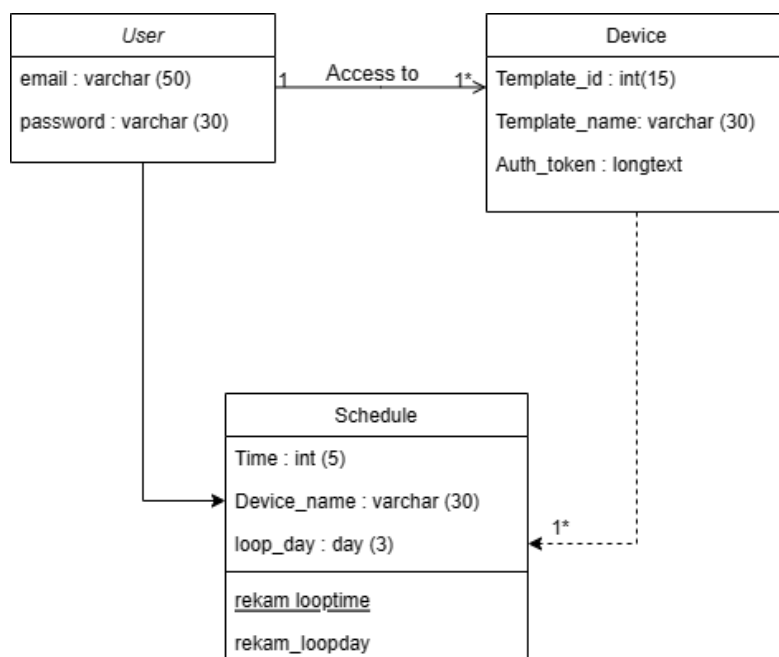 User
email : varchar (50)
password : varchar (30)
1
Access to
1*
Device
Template_id : int(15)
Template_name: varchar (30)
Auth_token : longtext
Schedule
Time : int (5)
Device_name : varchar (30)
loop_day : day (3)
1*
rekam looptime
rekam_loopday